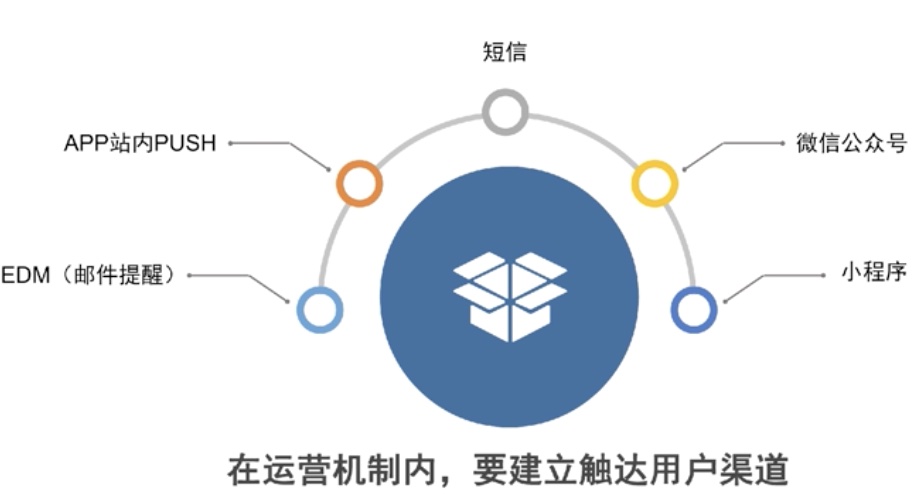 短信
APP站内PUSH
微信公众号
EDM（邮件提醒）
小程序
在运营机制内，要建立触达用户渠道